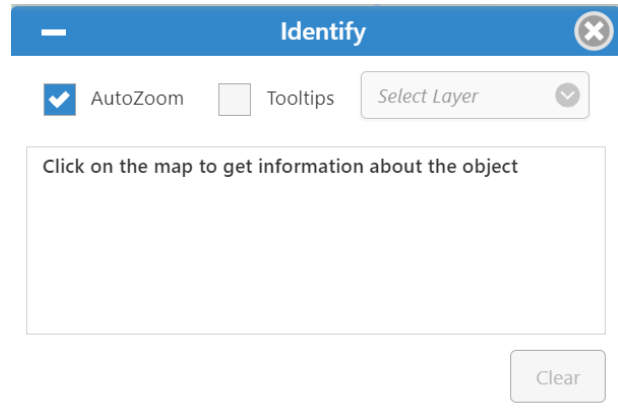 Identify
AutoZoom Tooltips Select Layer
Click on the map to get information about the object
Clear